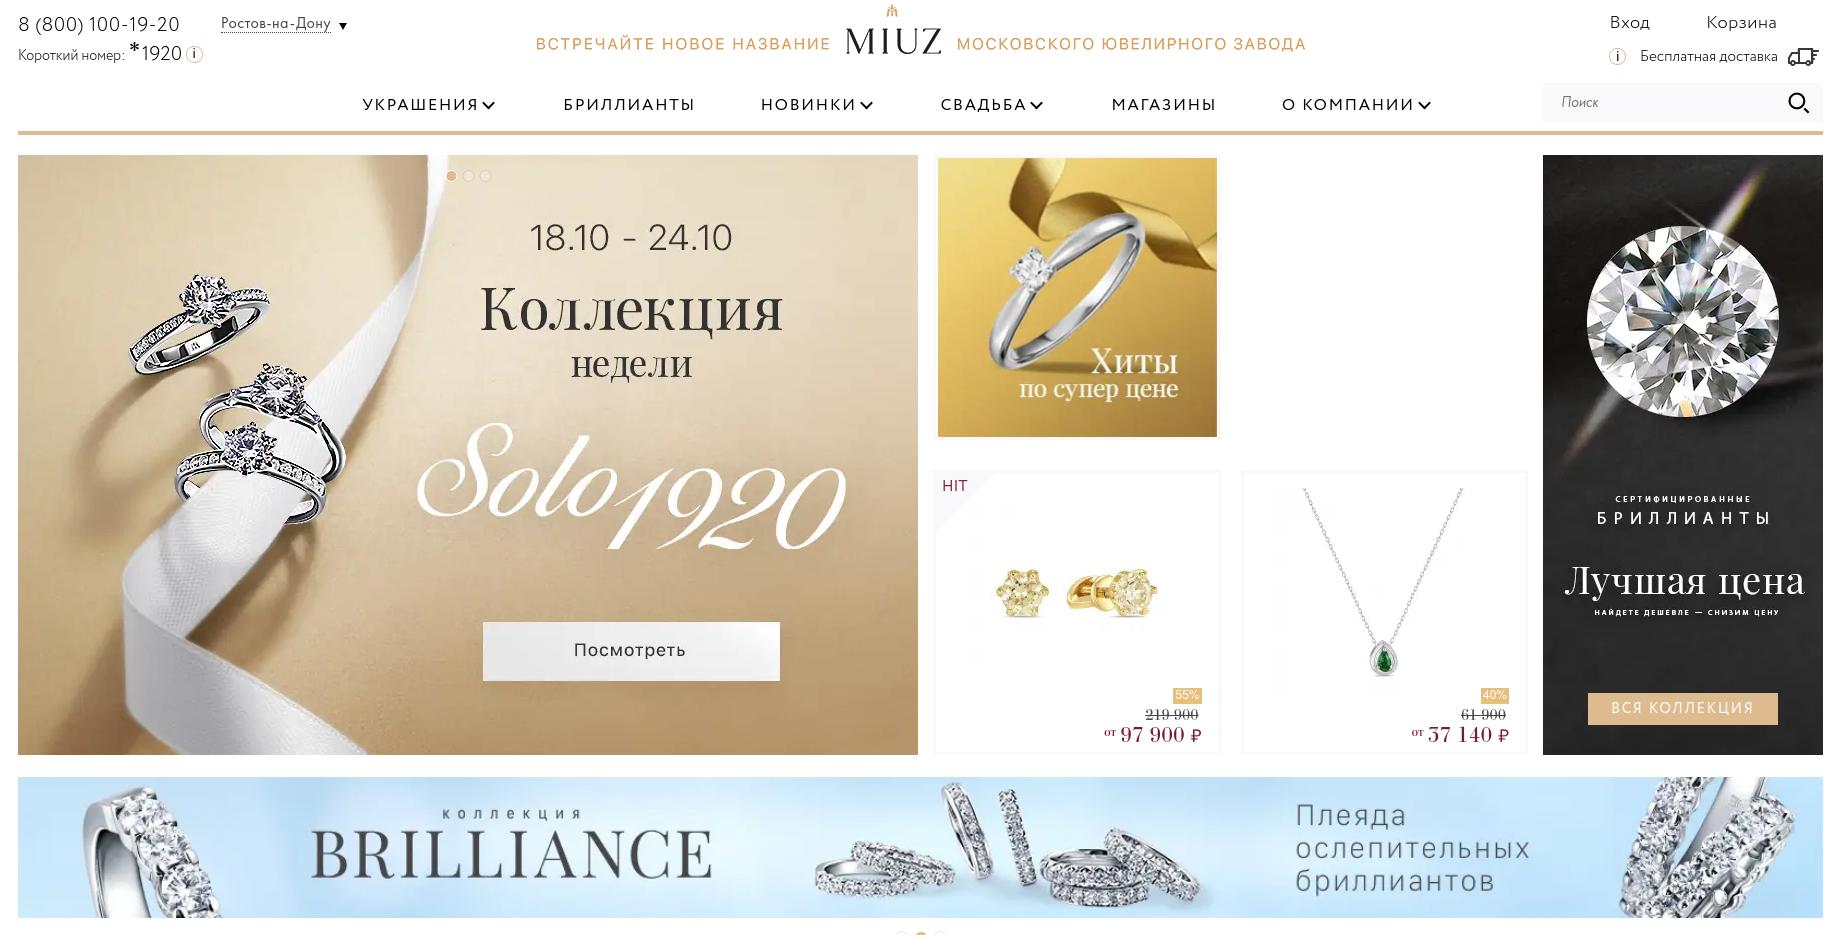 8 (800) 100-19-20
Ростов-на-Дону
Короткий номер: *1920
ВСТРЕЧАЙТЕ НОВОЕ НАЗВАНИЕ MIUZ МОСКОВСКОГО ЮВЕЛИРНОГО ЗАВОДА
Вход
Корзина
Бесплатная доставка
УКРАШЕНИЯ БРИЛЛИАНТЫ НОВИНКИ СВАДЬБА МАГАЗИНЫ О КОМПАНИИ
Поиск
18.10 - 24.10
Коллекция
недели
Solo 1920
Посмотреть
Хиты
по супер цене
HIT
55%
219 900
от 97 900 ₽
40%
61 900
от 37 140 ₽
СЕРТИФИЦИРОВАННЫЕ
БРИЛЛИАНТЫ
Лучшая цена
НАЙДЕТЕ ДЕШЕВЛЕ — СНИЗИМ ЦЕНУ
ВСЯ КОЛЛЕКЦИЯ
коллекция
BRILLIANCE
Плеяда
ослепительных
бриллиантов